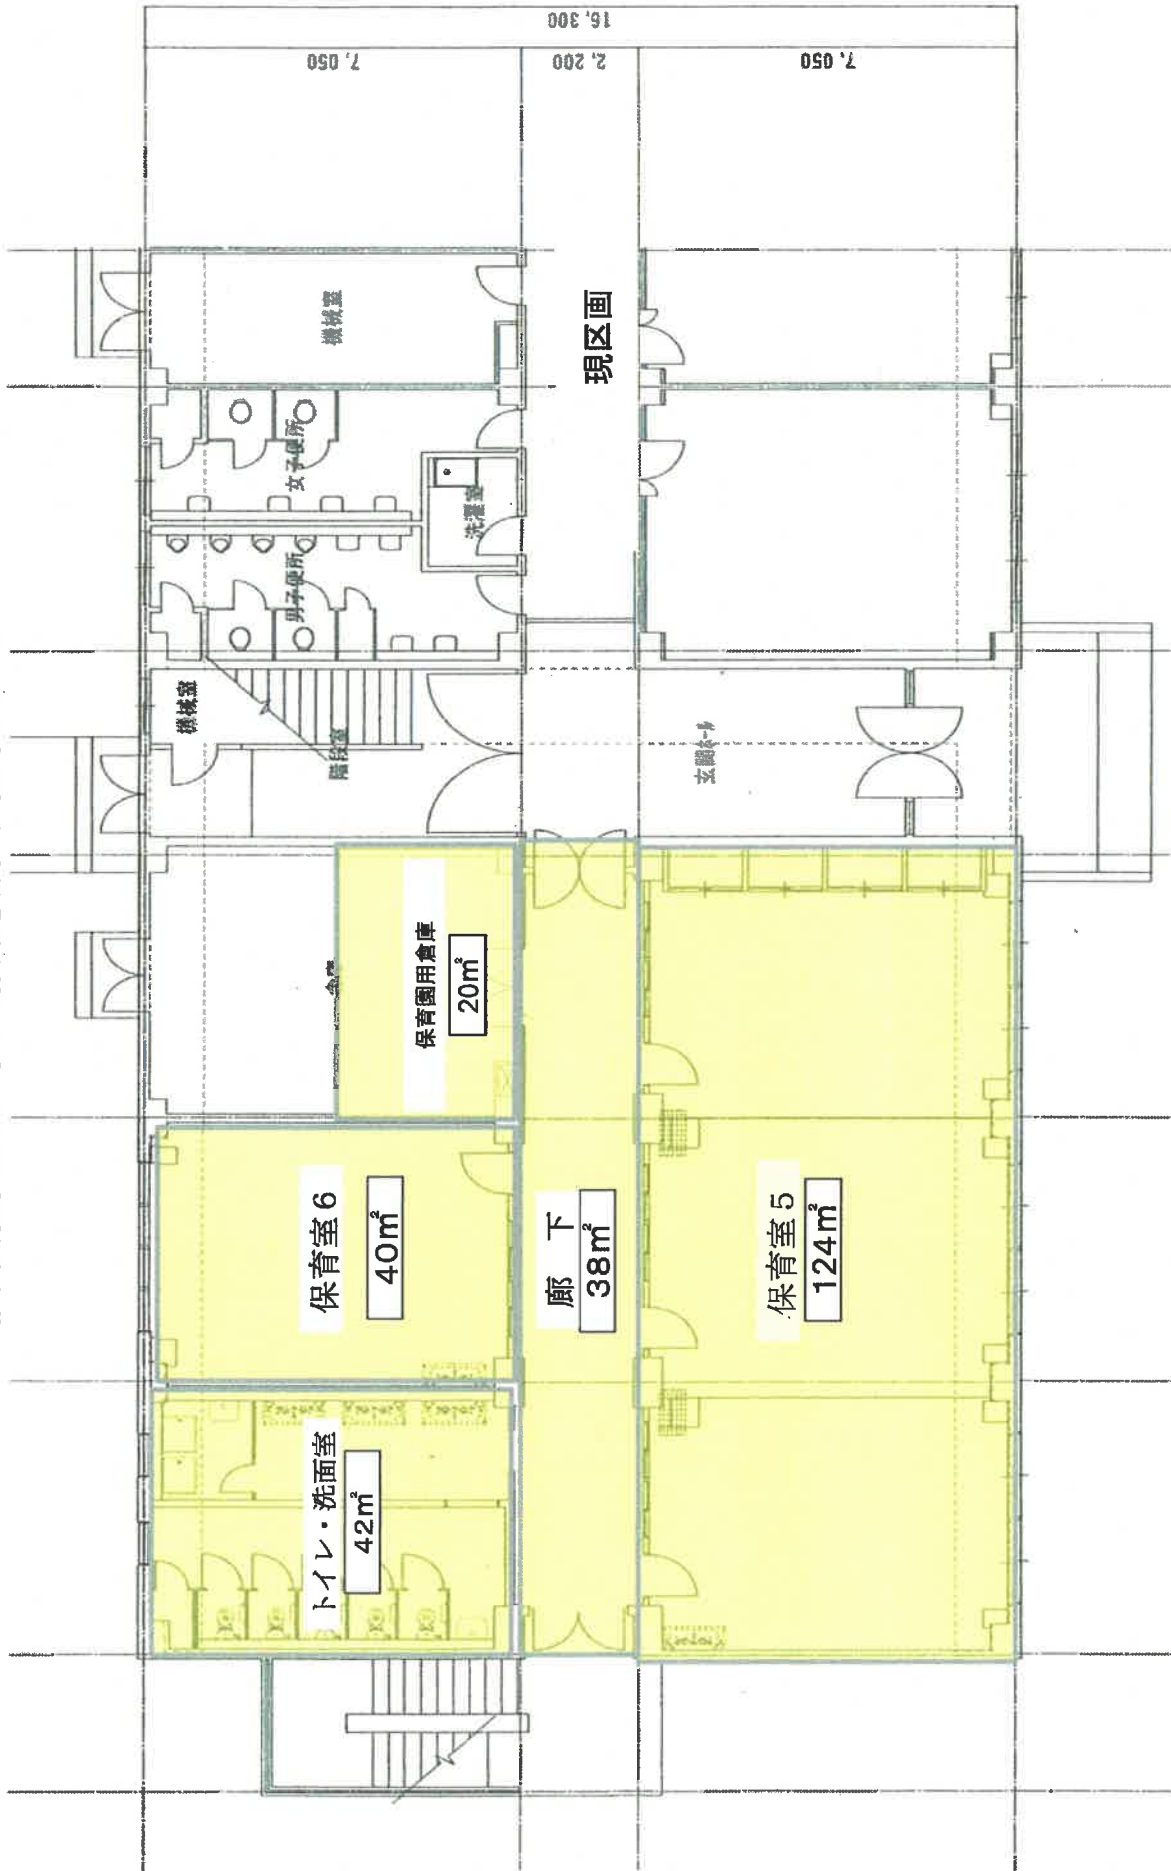 トイレ・洗面室
42㎡
保育室6
40㎡
保育園用倉庫
20㎡
廊 下
38㎡
保育室5
124㎡
機械室
階段室
玄関ホール
男子便所
女子便所
洗濯室
機械室
現区画
7,050
2,200
7,050
16,300